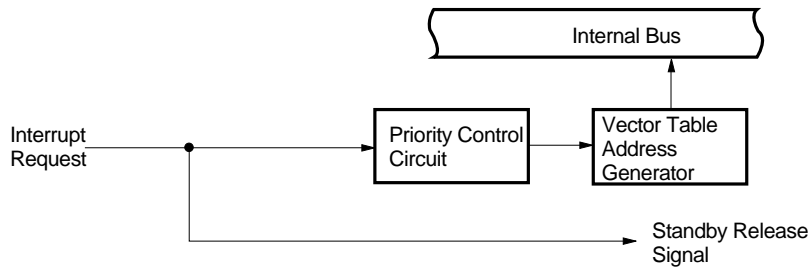 Internal Bus
Interrupt
Request
Priority Control
Circuit
Vector Table
Address
Generator
Standby Release
Signal